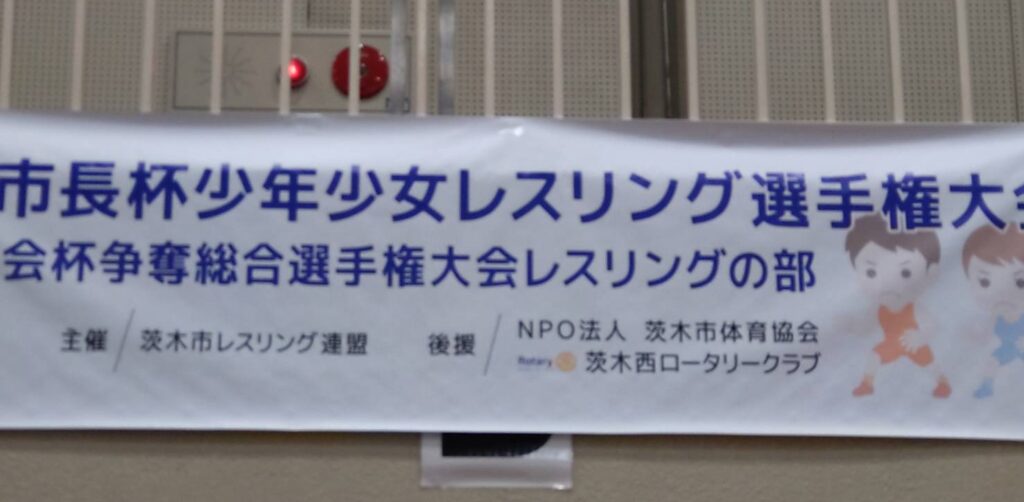 市長杯少年少女レスリング選手権大会
会杯争奪総合選手権大会レスリングの部
主催 / 茨木市レスリング連盟
後援 / NPO法人 茨木市体育協会
Rotary 茨木西ロータリークラブ